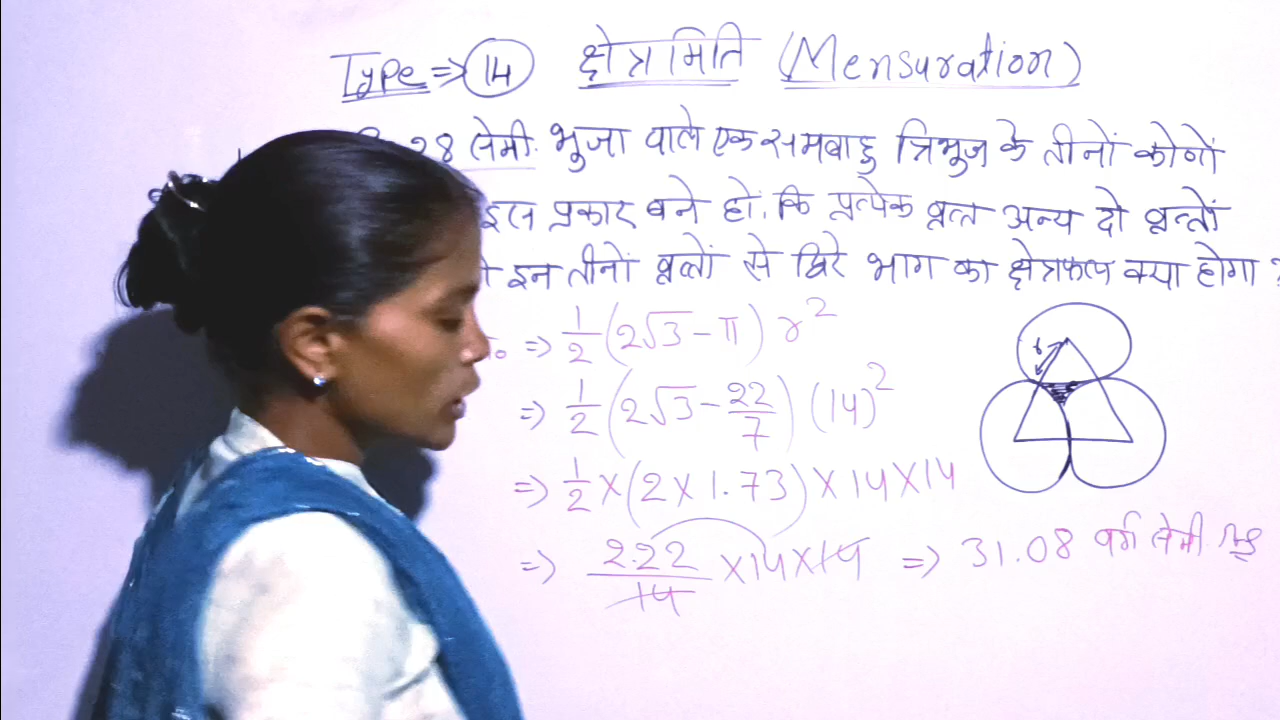 Type ⇒ 14 क्षेत्रमिति (Mensuration)
28 सेमी. भुजा वाले एक समबाहु त्रिभुज के तीनों कोणों
इस प्रकार बने हो. कि प्रत्येक वृत्त अन्य दो वृत्तों
इन तीनों वृत्तों से घिरे भाग का क्षेत्रफल क्या होगा ?
⇒ 1/2 (2√3 - π) r²
r
⇒ 1/2 (2√3 - 22/7) (14)²
⇒ 1/2 × (2 × 1.73) × 14 × 14
⇒ 2.22/14 × 14 × 14 ⇒ 31.08 वर्ग सेमी